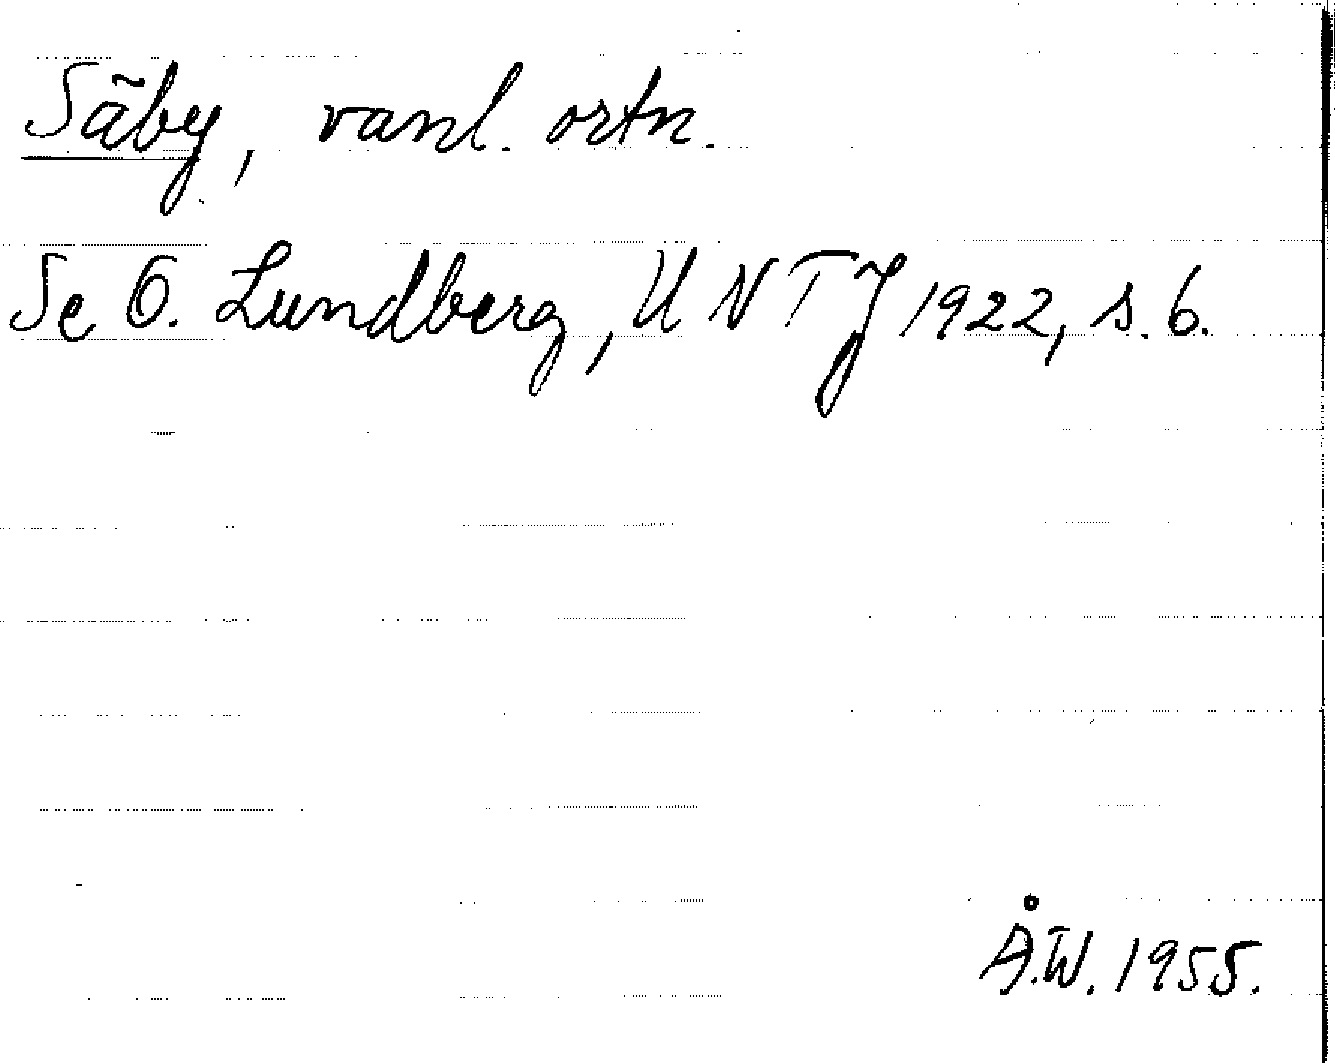 Säby, vanl. ortn.
Se O. Lundberg, UNTJ 1922, s. 6.
Å.W. 1955.